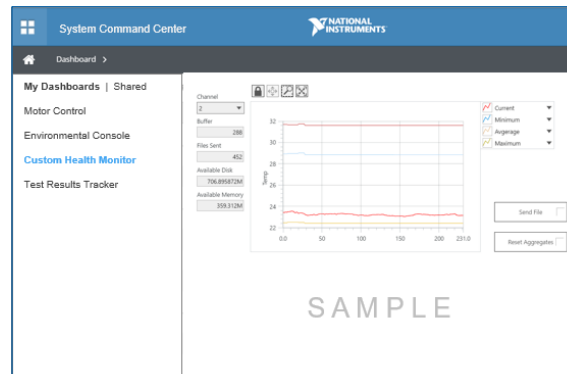 System Command Center
NATIONAL
INSTRUMENTS
Dashboard >
My Dashboards | Shared
Motor Control
Environmental Console
Custom Health Monitor
Test Results Tracker
Channel
2
Buffer
288
Files Sent
452
Available Disk
706.895872M
Available Memory
359.312M
Temp
32
30
28
26
24
22
0.0
50
100
150
200
231.0
Current
Minimum
Avgerage
Maximum
Send File
Reset Aggregates
SAMPLE